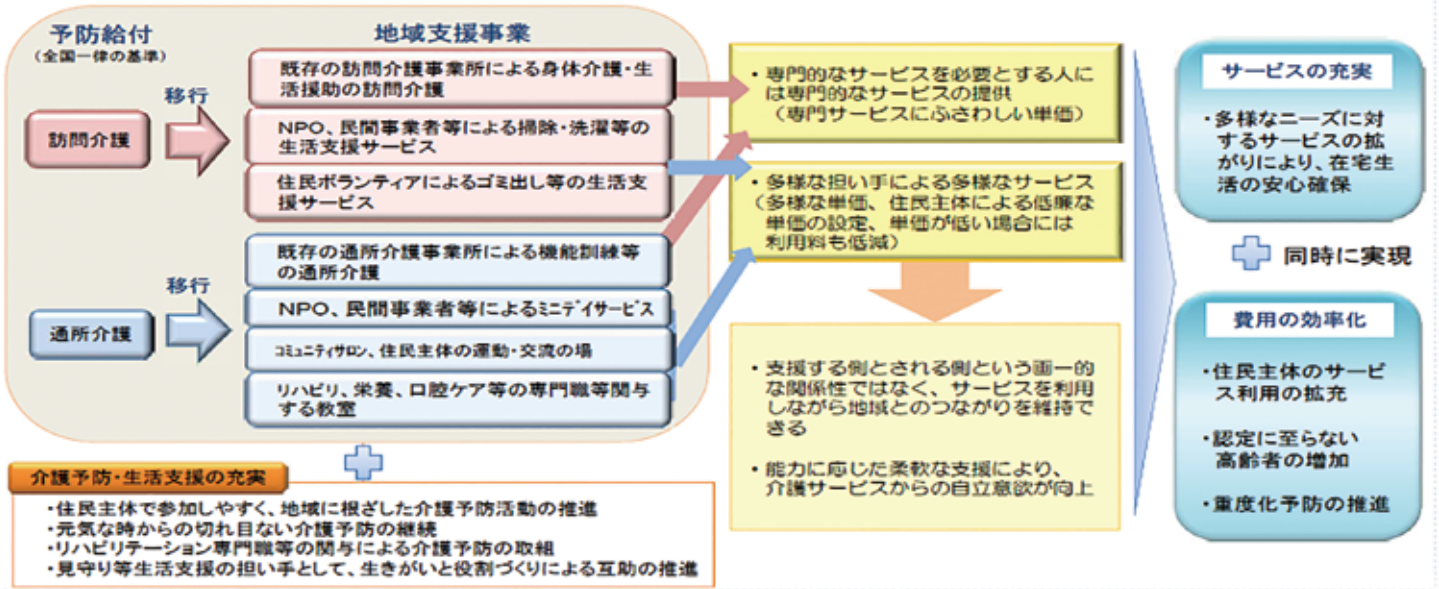 予防給付
(全国一律の基準)
地域支援事業
訪問介護
移行
既存の訪問介護事業所による身体介護・生
活援助の訪問介護
NPO、民間事業者等による掃除・洗濯等の
生活支援サービス
住民ボランティアによるゴミ出し等の生活支
援サービス
通所介護
移行
既存の通所介護事業所による機能訓練等
の通所介護
NPO、民間事業者等によるミニデイサービス
コミュニティサロン、住民主体の運動・交流の場
リハビリ、栄養、口腔ケア等の専門職等関与
する教室
介護予防・生活支援の充実
・住民主体で参加しやすく、地域に根ざした介護予防活動の推進
・元気な時からの切れ目ない介護予防の継続
・リハビリテーション専門職等の関与による介護予防の取組
・見守り等生活支援の担い手として、生きがいと役割づくりによる互助の推進
・専門的なサービスを必要とする人に
は専門的なサービスの提供
(専門サービスにふさわしい単価)
・多様な担い手による多様なサービス
(多様な単価、住民主体による低廉な
単価の設定、単価が低い場合には
利用料も低減)
・支援する側とされる側という画一的
な関係性ではなく、サービスを利用
しながら地域とのつながりを維持で
きる
・能力に応じた柔軟な支援により、
介護サービスからの自立意欲が向上
サービスの充実
・多様なニーズに対
するサービスの拡
がりにより、在宅生
活の安心確保
同時に実現
費用の効率化
・住民主体のサービ
ス利用の拡充
・認定に至らない
高齢者の増加
・重度化予防の推進